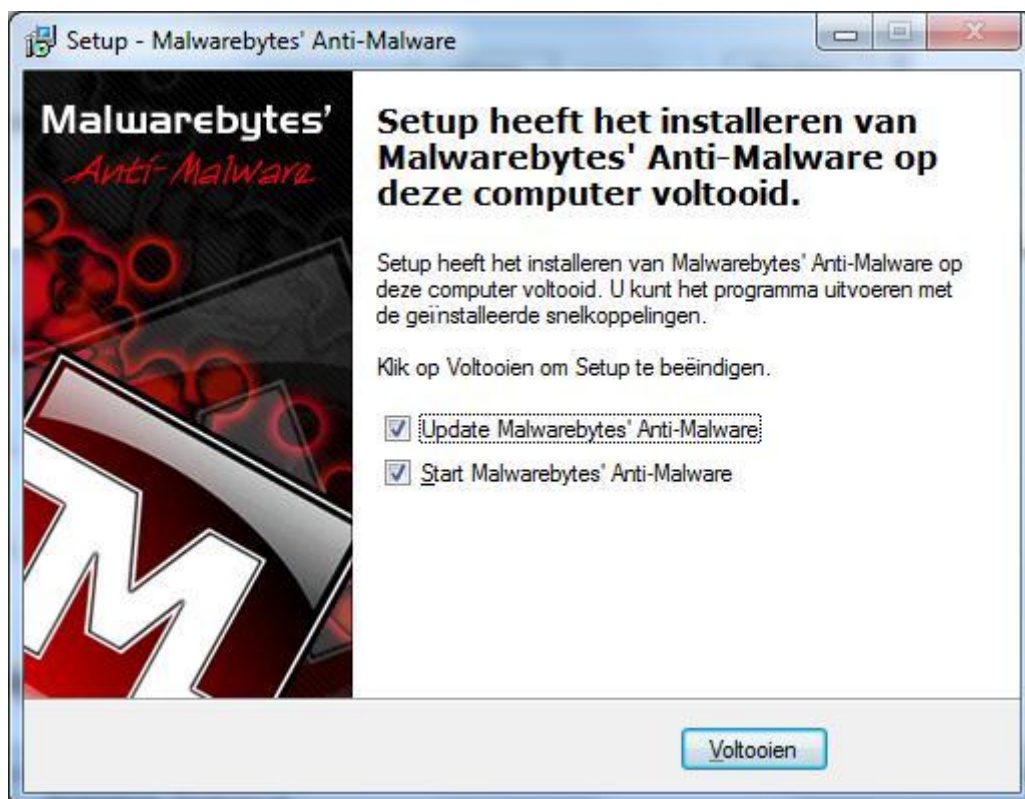 Setup - Malwarebytes' Anti-Malware
Malwarebytes'
Anti-Malware
Setup heeft het installeren van
Malwarebytes' Anti-Malware op
deze computer voltooid.
Setup heeft het installeren van Malwarebytes' Anti-Malware op
deze computer voltooid. U kunt het programma uitvoeren met
de geïnstalleerde snelkoppelingen.
Klik op Voltooien om Setup te beëindigen.
Update Malwarebytes' Anti-Malware
Start Malwarebytes' Anti-Malware
Voltooien